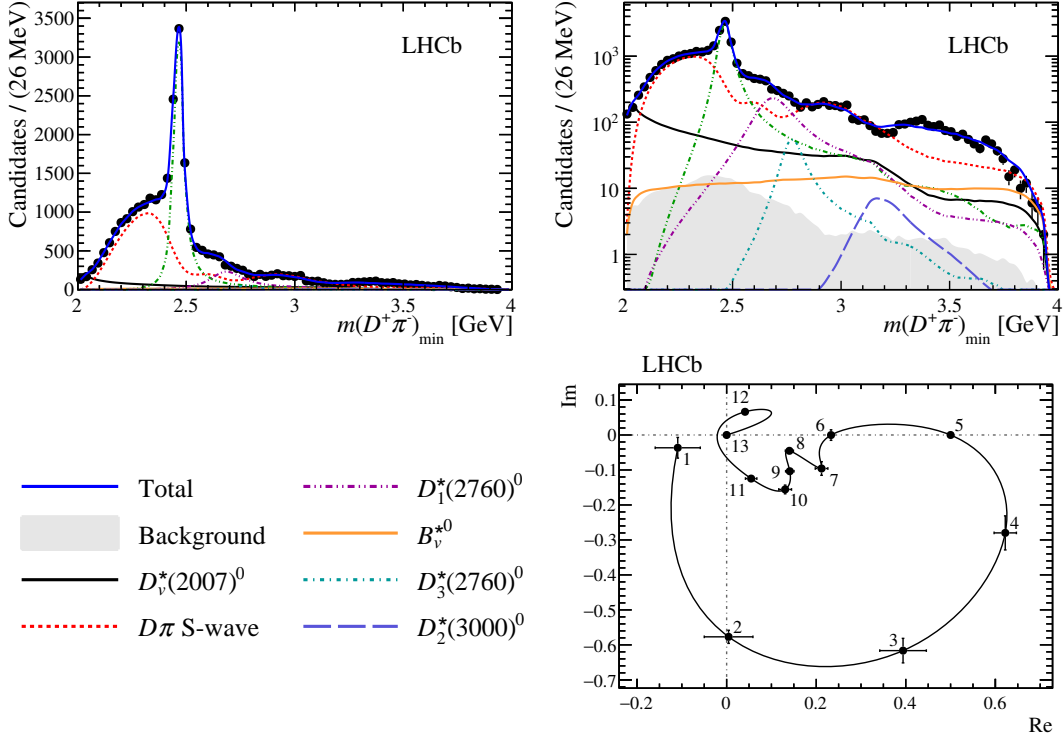 LHCb
Candidates / (26 MeV)
3500
3000
2500
2000
1500
1000
500
0
2 2.5 3 3.5 4
m(D⁺π⁻)min [GeV]
LHCb
Candidates / (26 MeV)
10³
10²
10
1
2 2.5 3 3.5 4
m(D⁺π⁻)min [GeV]
Total
Background
D*ᵥ(2007)⁰
Dπ S-wave
D*₁(2760)⁰
B*ᵥ⁰
D*₃(2760)⁰
D*₂(3000)⁰
LHCb
Im
0.1
0
−0.1
−0.2
−0.3
−0.4
−0.5
−0.6
−0.7
1
2
3
4
5
6
7
8
9
10
11
12
13
−0.2 0 0.2 0.4 0.6 0.8
Re